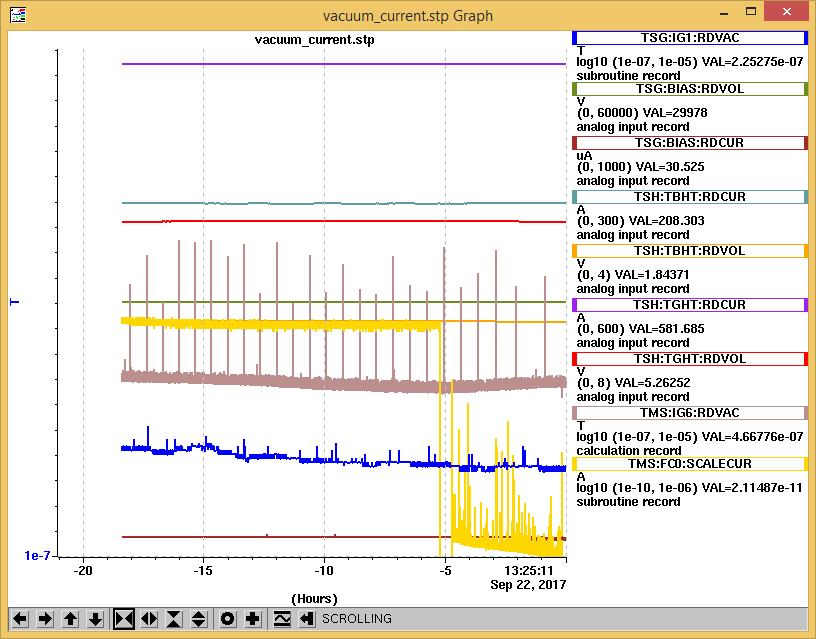 vacuum_current.stp Graph
vacuum_current.stp
T
1e-7
-20
-15
-10
-5
13:25:11
Sep 22, 2017
(Hours)
TSG:IG1:RDVAC
T
log10 (1e-07, 1e-05) VAL=2.25275e-07
subroutine record
TSG:BIAS:RDVOL
V
(0, 60000) VAL=29978
analog input record
TSG:BIAS:RDCUR
uA
(0, 1000) VAL=30.525
analog input record
TSH:TBHT:RDCUR
A
(0, 300) VAL=208.303
analog input record
TSH:TBHT:RDVOL
V
(0, 4) VAL=1.84371
analog input record
TSH:TGHT:RDCUR
A
(0, 600) VAL=581.685
analog input record
TSH:TGHT:RDVOL
V
(0, 8) VAL=5.26252
analog input record
TMS:IG6:RDVAC
T
log10 (1e-07, 1e-05) VAL=4.66776e-07
calculation record
TMS:FC0:SCALECUR
A
log10 (1e-10, 1e-06) VAL=2.11487e-11
subroutine record
SCROLLING